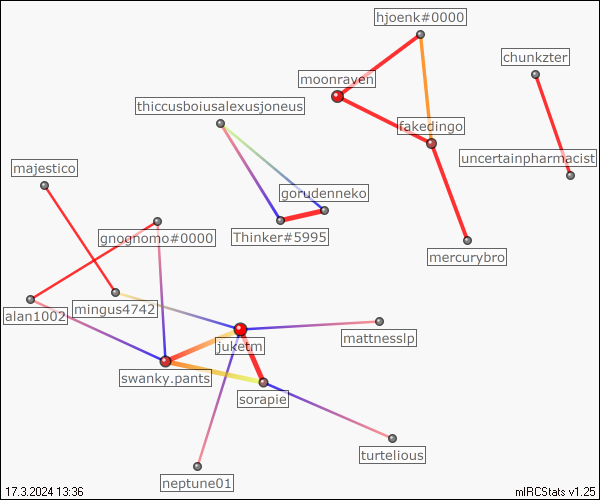 hjoenk#0000
chunkzter
moonraven
thiccusboiusalexusjoneus
fakedingo
uncertainpharmacist
majestico
gorudenneko
gnognomo#0000
Thinker#5995
mercurybro
alan1002
mingus4742
juketm
mattnesslp
swanky.pants
sorapie
turtelious
neptune01
17.3.2024 13:36
mIRCStats v1.25